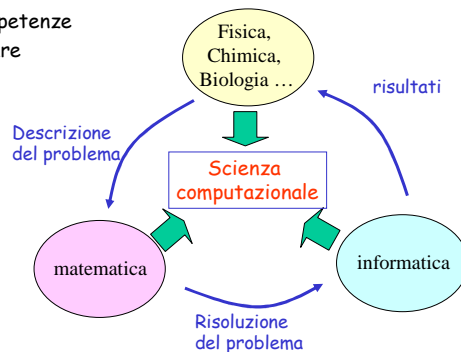 petenze
re
Fisica,
Chimica,
Biologia …
risultati
Descrizione
del problema
Scienza
computazionale
matematica
informatica
Risoluzione
del problema